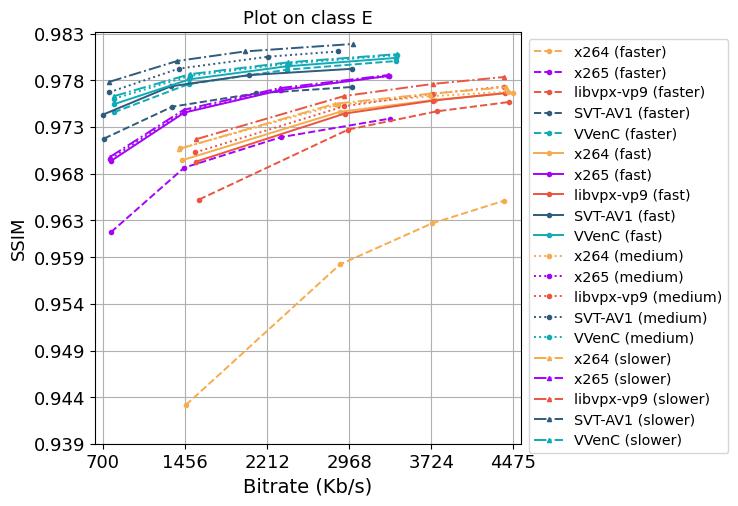 Plot on class E
0.983
0.978
0.973
0.968
0.963
0.959
0.954
0.949
0.944
0.939
SSIM
700 1456 2212 2968 3724 4475
Bitrate (Kb/s)
x264 (faster)
x265 (faster)
libvpx-vp9 (faster)
SVT-AV1 (faster)
VVenC (faster)
x264 (fast)
x265 (fast)
libvpx-vp9 (fast)
SVT-AV1 (fast)
VVenC (fast)
x264 (medium)
x265 (medium)
libvpx-vp9 (medium)
SVT-AV1 (medium)
VVenC (medium)
x264 (slower)
x265 (slower)
libvpx-vp9 (slower)
SVT-AV1 (slower)
VVenC (slower)